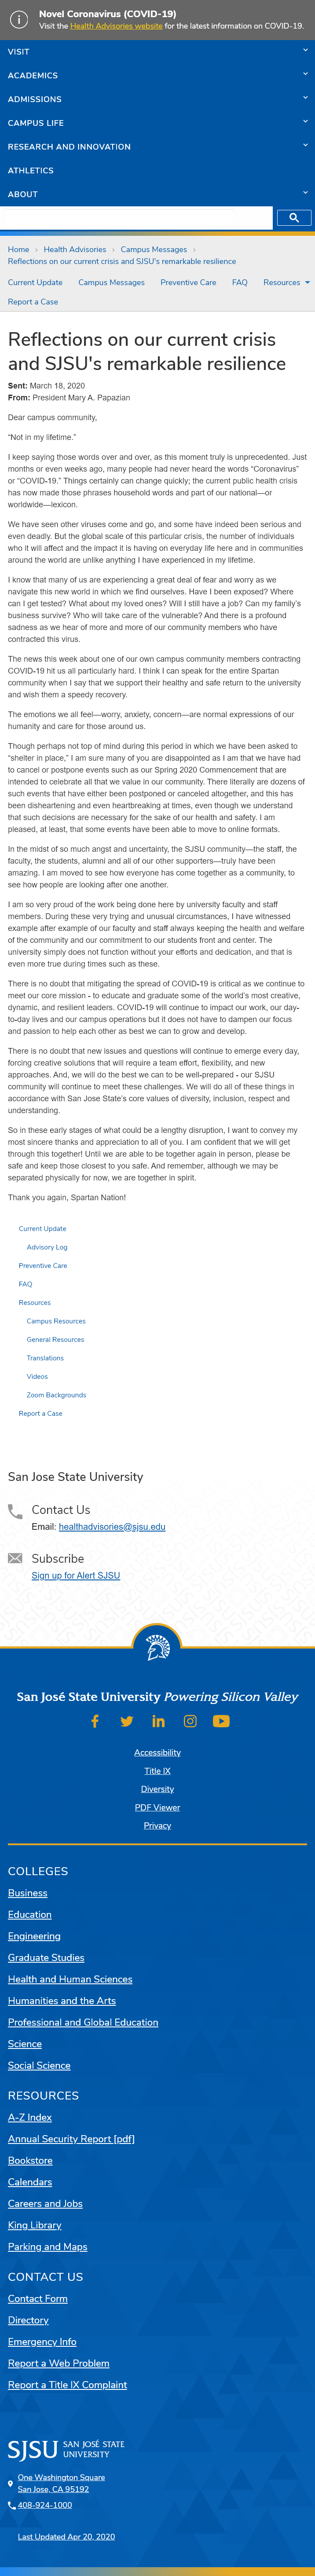 Novel Coronavirus (COVID-19)
Visit the Health Advisories website for the latest information on COVID-19.
VISIT
ACADEMICS
ADMISSIONS
CAMPUS LIFE
RESEARCH AND INNOVATION
ATHLETICS
ABOUT
Home > Health Advisories > Campus Messages >
Reflections on our current crisis and SJSU's remarkable resilience
Current Update Campus Messages Preventive Care FAQ Resources
Report a Case
Reflections on our current crisis
and SJSU's remarkable resilience
Sent: March 18, 2020
From: President Mary A. Papazian
Dear campus community,
“Not in my lifetime.”
I keep saying those words over and over, as this moment truly is unprecedented. Just
months or even weeks ago, many people had never even heard the words “Coronavirus”
or “COVID-19.” Things certainly can change quickly; the current public health crisis
has now made those phrases household words and part of our national—or
worldwide—lexicon.
We have seen other viruses come and go, and some have indeed been serious and
even deadly. But the global scale of this particular crisis, the number of individuals
who it will affect and the impact it is having on everyday life here and in communities
around the world are unlike anything I have experienced in my lifetime.
I know that many of us are experiencing a great deal of fear and worry as we
navigate this new world in which we find ourselves. Have I been exposed? Where
can I get tested? What about my loved ones? Will I still have a job? Can my family’s
business survive? Who will take care of the vulnerable? And there is a profound
sadness as we hear of and mourn members of our community members who have
contracted this virus.
The news this week about one of our own campus community members contracting
COVID-19 hit us all particularly hard. I think I can speak for the entire Spartan
community when I say that we support their healthy and safe return to the university
and wish them a speedy recovery.
The emotions we all feel—worry, anxiety, concern—are normal expressions of our
humanity and care for those around us.
Though perhaps not top of mind during this period in which we have been asked to
“shelter in place,” I am sure many of you are disappointed as I am that we have had
to cancel or postpone events such as our Spring 2020 Commencement that are
intended to celebrate all that we value in our community. There literally are dozens of
such events that have either been postponed or canceled altogether, and this has
been disheartening and even heartbreaking at times, even though we understand
that such decisions are necessary for the sake of our health and safety. I am
pleased, at least, that some events have been able to move to online formats.
In the midst of so much angst and uncertainty, the SJSU community—the staff, the
faculty, the students, alumni and all of our other supporters—truly have been
amazing. I am moved to see how everyone has come together as a community, to
see how people are looking after one another.
I am so very proud of the work being done here by university faculty and staff
members. During these very trying and unusual circumstances, I have witnessed
example after example of our faculty and staff always keeping the health and welfare
of the community and our service to our students front and center. The university
simply does not function without you and your efforts and dedication, and that is
even more true during times such as this.
There is no doubt that mitigating the spread of COVID-19 is critical as we continue to
meet our core mission - to educate and graduate some of the world’s most creative,
dynamic, and resilient leaders. COVID-19 will continue to impact our work, our day-
to-day lives and our campus operations but it does not have to overcome our focus
and passion to help each other when we can or our desire to learn and develop.
There is no doubt that new issues and questions will continue to emerge every day,
forcing creative solutions that will require a team effort, flexibility, and new
approaches. And, we will do the best we can to be well-prepared - our SJSU
community will continue to meet these challenges. We will do all of these things in
accordance with San Jose State’s core values of diversity, inclusion, respect and
understanding.
So in these early stages of what could be a lengthy disruption, I want to convey my
most sincere thanks and appreciation to all of you. I am confident that we will get
through this situation! Until we are able to be together again in person, please be
safe and keep those closest to you safe. And remember, although we may be
separated physically for now, we are together in spirit.
Thank you again, Spartan Nation!
Current Update
Advisory Log
Preventive Care
FAQ
Resources
Campus Resources
General Resources
Translations
Videos
Zoom Backgrounds
Report a Case
San Jose State University
Contact Us
Email: healthadvisories@sjsu.edu
Subscribe
Sign up for Alert SJSU
San José State University Powering Silicon Valley
Accessibility
Title IX
Diversity
PDF Viewer
Privacy
COLLEGES
Business
Education
Engineering
Graduate Studies
Health and Human Sciences
Humanities and the Arts
Professional and Global Education
Science
Social Science
RESOURCES
A-Z Index
Annual Security Report [pdf]
Bookstore
Calendars
Careers and Jobs
King Library
Parking and Maps
CONTACT US
Contact Form
Directory
Emergency Info
Report a Web Problem
Report a Title IX Complaint
SJSU SAN JOSÉ STATE
UNIVERSITY
One Washington Square
San Jose, CA 95192
408-924-1000
Last Updated Apr 20, 2020